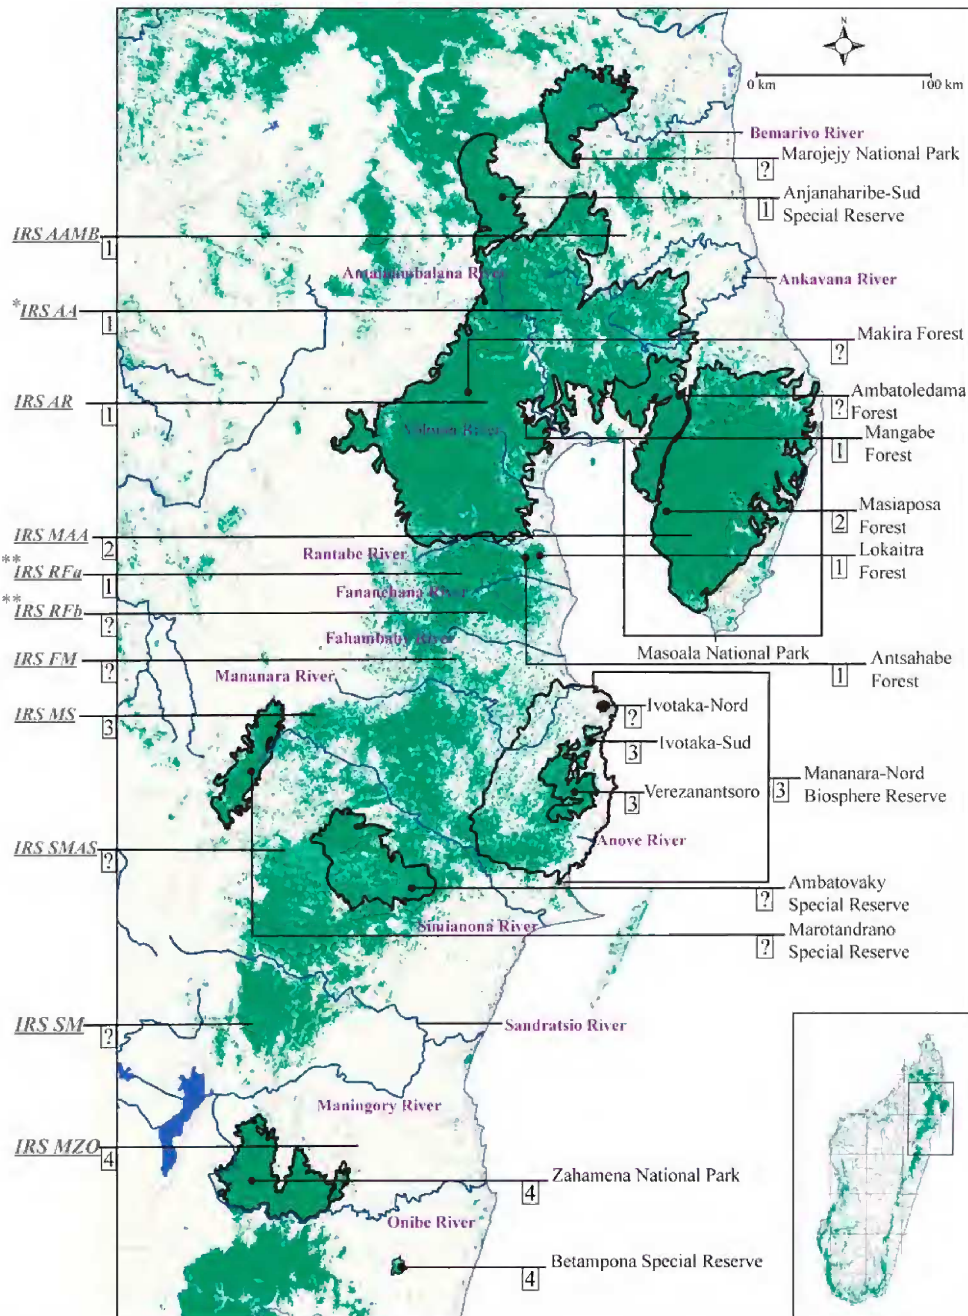 N
0 km 100 km
Bemarivo River
Marojejy National Park
?
Anjanaharibe-Sud
Special Reserve
1
IRS AAMB
1
Antainambalana River
Ankavana River
*IRS AA
1
Makira Forest
?
IRS AR
1
Ambatoledama
Forest
?
Vohimara River
Mangabe
Forest
1
Masiaposa
Forest
2
IRS MAA
2
Rantabe River
Lokaitra
Forest
1
**
IRS RFa
1
Fananehana River
**
IRS RFb
?
Fahambahy River
IRS FM
?
Masoala National Park
Antsahabe
Forest
1
Mananara River
IRS MS
3
Ivotaka-Nord
?
Ivotaka-Sud
3
Verezanantsoro
3
Mananara-Nord
Biosphere Reserve
3
Anove River
IRS SMAS
?
Ambatovaky
Special Reserve
?
Simianona River
Marotandrano
Special Reserve
?
IRS SM
?
Sandratsio River
Maningory River
IRS MZO
4
Zahamena National Park
4
Onibe River
Betampona Special Reserve
4